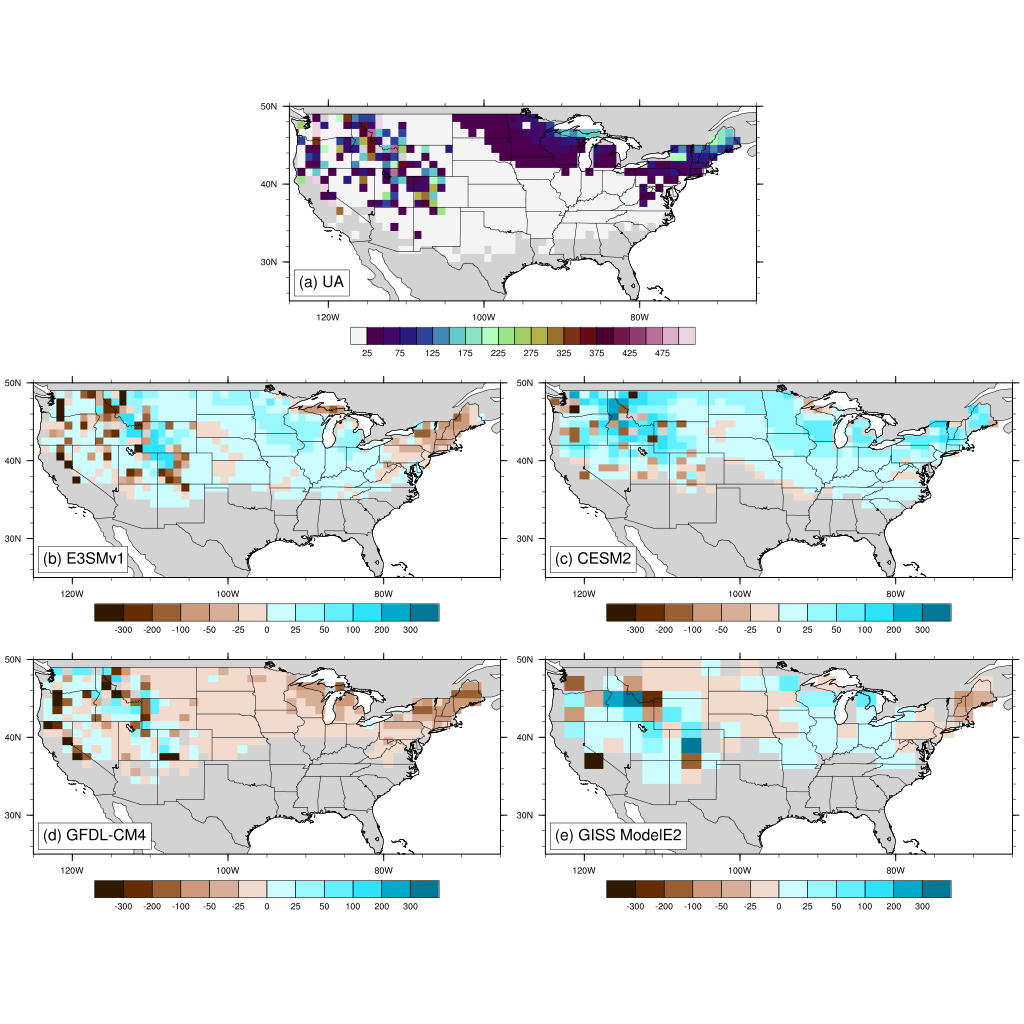 50N
40N
30N
(a) UA
120W 100W 80W
25 75 125 175 225 275 325 375 425 475
50N
40N
30N
(b) E3SMv1
120W 100W 80W
-300 -200 -100 -50 -25 0 25 50 100 200 300
50N
40N
30N
(c) CESM2
120W 100W 80W
-300 -200 -100 -50 -25 0 25 50 100 200 300
50N
40N
30N
(d) GFDL-CM4
120W 100W 80W
-300 -200 -100 -50 -25 0 25 50 100 200 300
50N
40N
30N
(e) GISS ModelE2
120W 100W 80W
-300 -200 -100 -50 -25 0 25 50 100 200 300